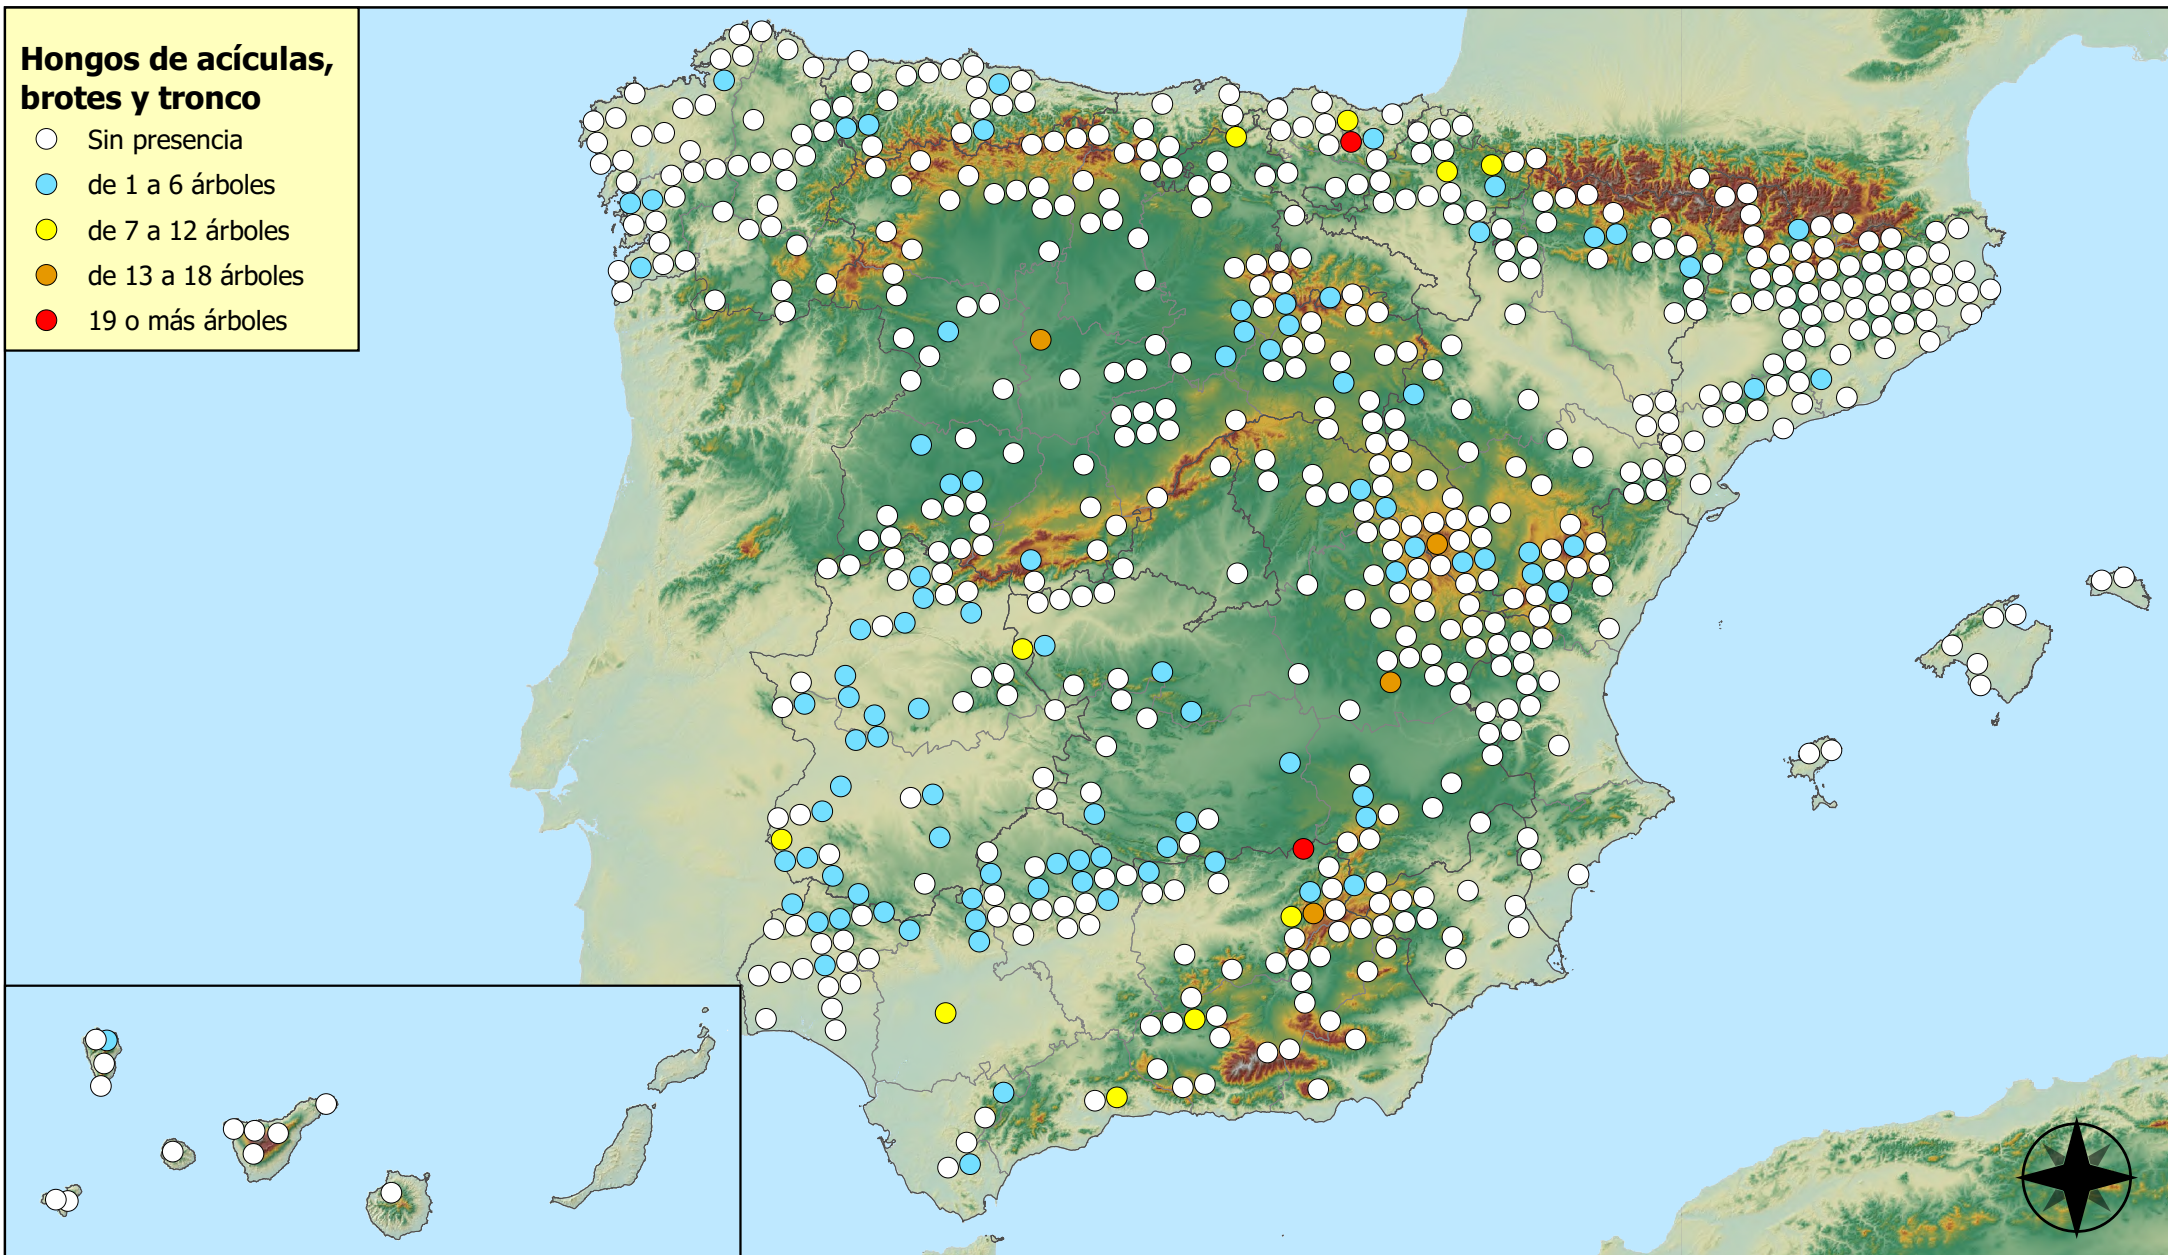 Hongos de acículas,
brotes y tronco
Sin presencia
de 1 a 6 árboles
de 7 a 12 árboles
de 13 a 18 árboles
19 o más árboles